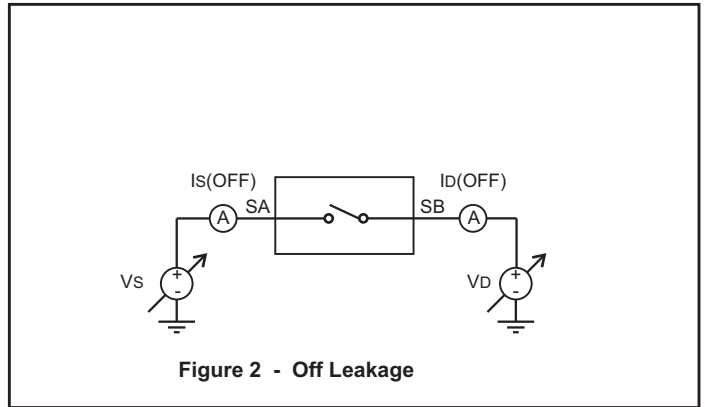 IS(OFF) ID(OFF)
A SA SB A
VS + - VD + -
Figure 2 - Off Leakage